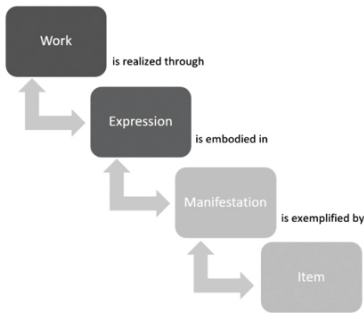 Work
is realized through
Expression
is embodied in
Manifestation
is exemplified by
Item